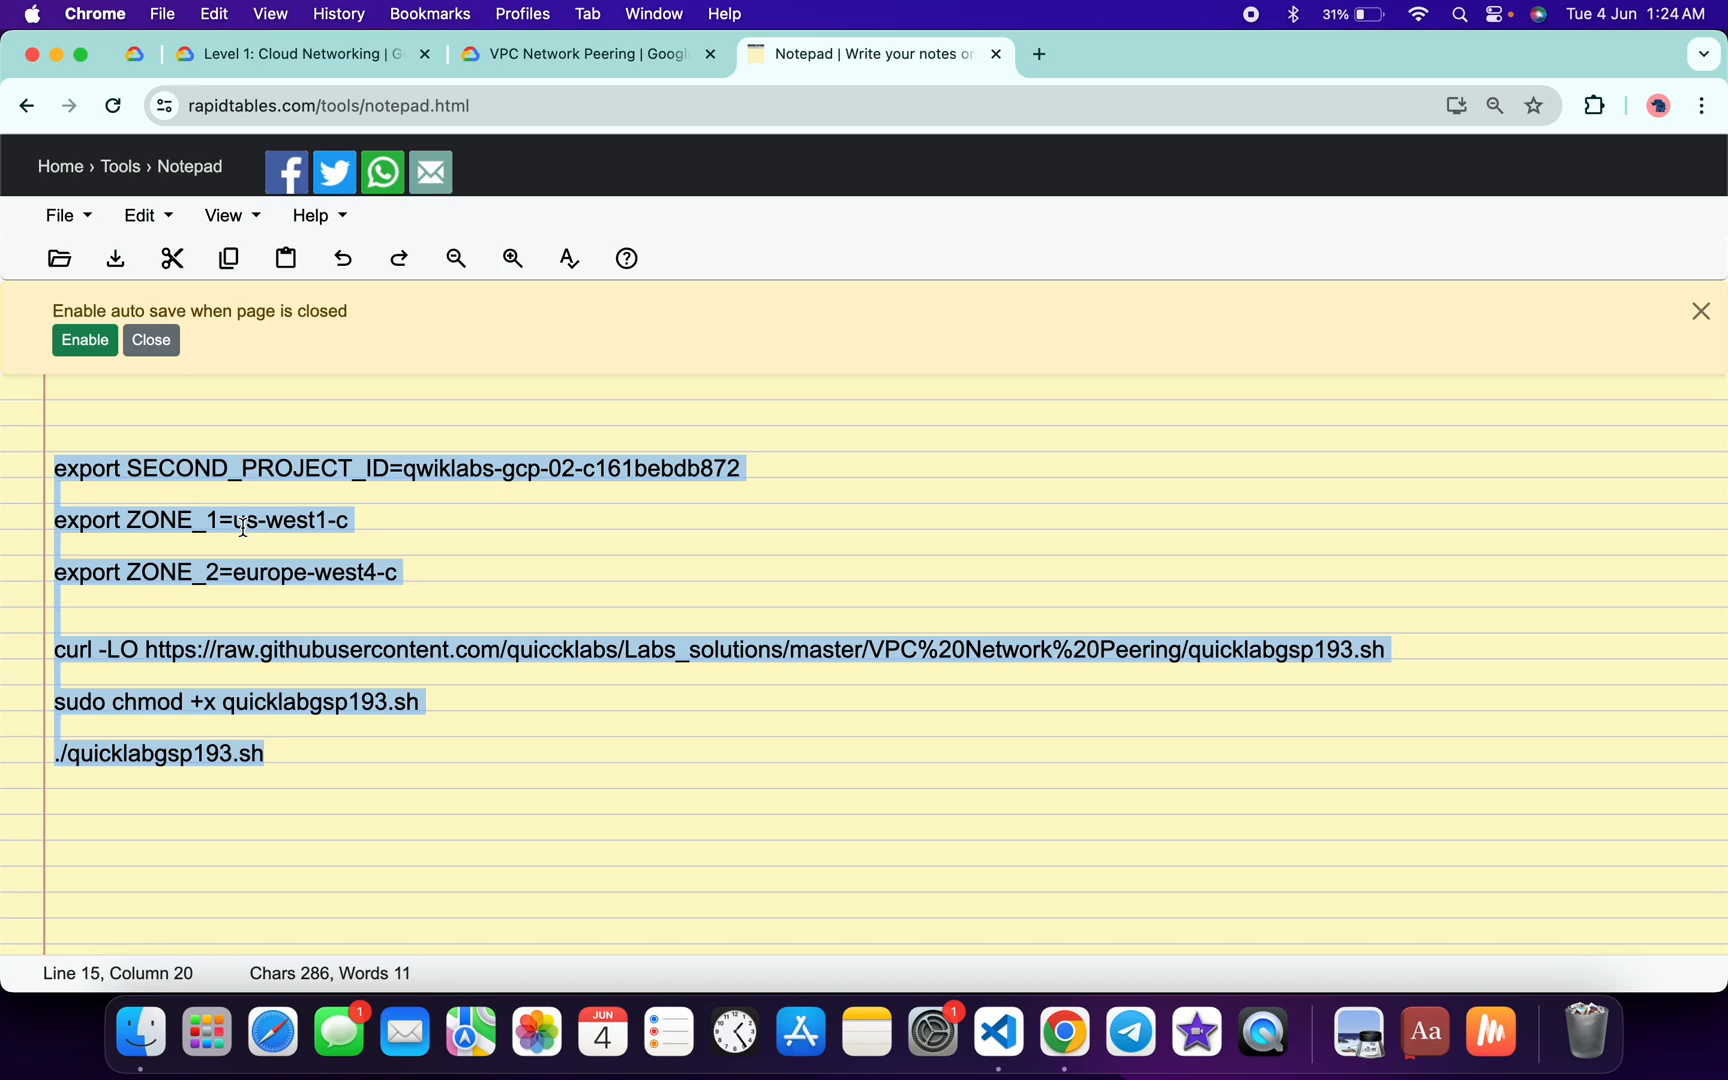 Chrome File Edit View History Bookmarks Profiles Tab Window Help 31% Tue 4 Jun 1:24 AM
Level 1: Cloud Networking | G VPC Network Peering | Googl Notepad | Write your notes on
rapidtables.com/tools/notepad.html
Home › Tools › Notepad
File Edit View Help
Enable auto save when page is closed
Enable Close
export SECOND_PROJECT_ID=qwiklabs-gcp-02-c161bebdb872
export ZONE_1=us-west1-c
export ZONE_2=europe-west4-c
curl -LO https://raw.githubusercontent.com/quiccklabs/Labs_solutions/master/VPC%20Network%20Peering/quicklabgsp193.sh
sudo chmod +x quicklabgsp193.sh
./quicklabgsp193.sh
Line 15, Column 20 Chars 286, Words 11
1 JUN 4 1 Aa